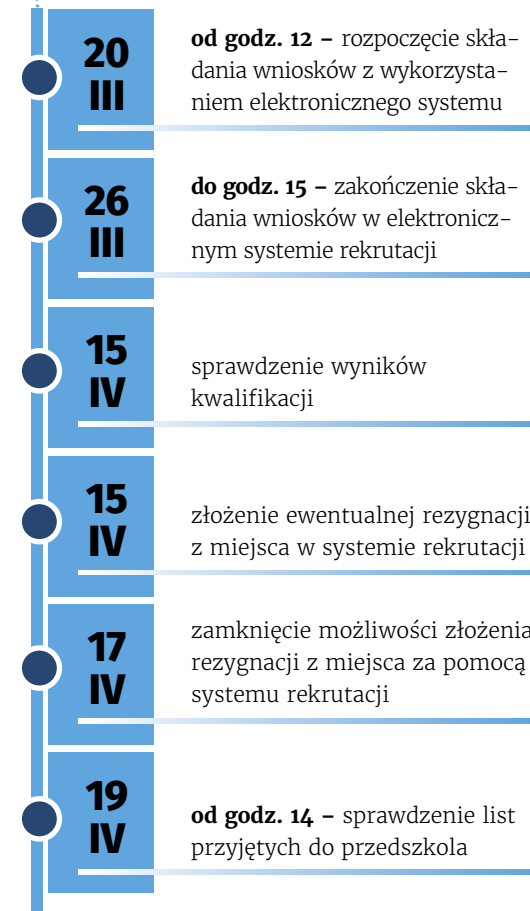 20
III
od godz. 12 – rozpoczęcie skła-
dania wniosków z wykorzysta-
niem elektronicznego systemu
26
III
do godz. 15 – zakończenie skła-
dania wniosków w elektronicz-
nym systemie rekrutacji
15
IV
sprawdzenie wyników
kwalifikacji
15
IV
złożenie ewentualnej rezygnacji
z miejsca w systemie rekrutacji
17
IV
zamknięcie możliwości złożenia
rezygnacji z miejsca za pomocą
systemu rekrutacji
19
IV
od godz. 14 – sprawdzenie list
przyjętych do przedszkola